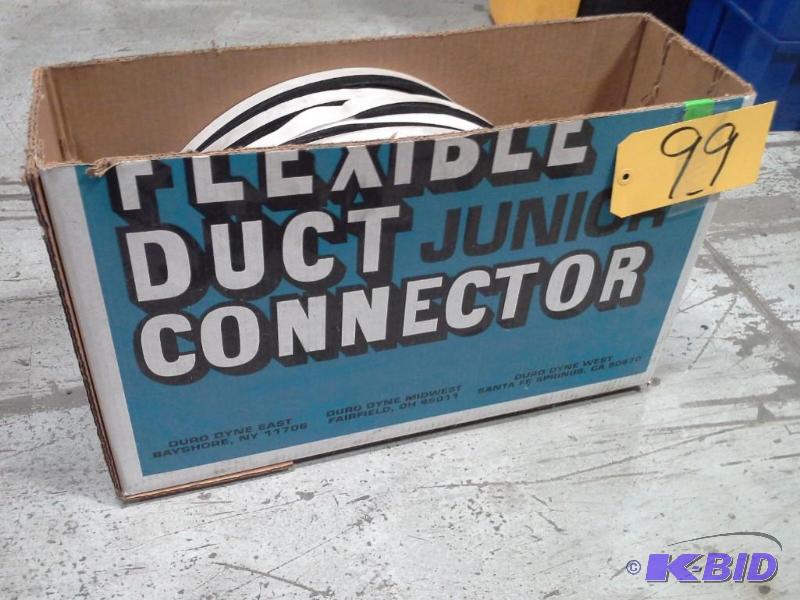 FLEXIBLE
DUCT JUNIOR
CONNECTOR
DURO DYNE EAST
BAYSHORE, NY 11706
DURO DYNE MIDWEST
FAIRFIELD, OH 45011
DURO DYNE WEST
SANTA FE SPRINGS, CA 90670
99
© K-BID